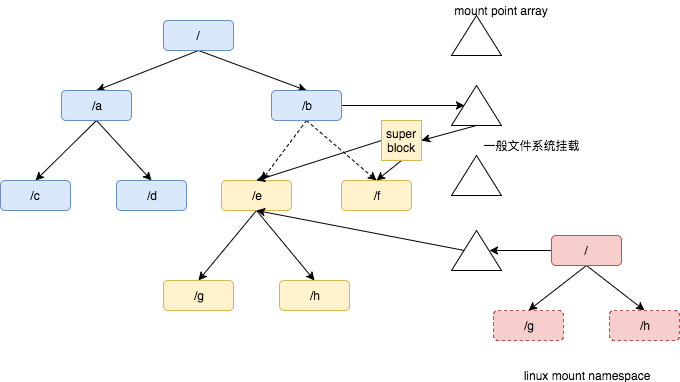 mount point array
/
/a
/b
super
block
一般文件系统挂载
/c
/d
/e
/f
/
/g
/h
/g
/h
linux mount namespace